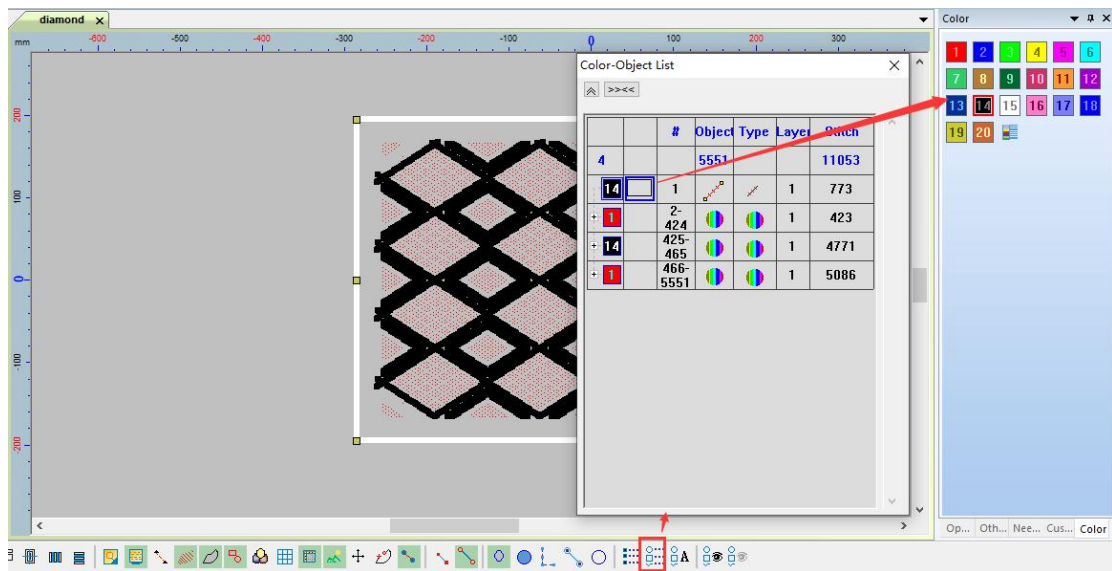 diamond x
mm -600 -500 -400 -300 -200 -100 0 100 200 300
200
100
0
-100
-200
Color-Object List
>><<
# Object Type Layer Stitch
4 5551 11053
14 1 1 773
1 2-
424 1 423
14 425-
465 1 4771
1 466-
5551 1 5086
Color
1 2 3 4 5 6
7 8 9 10 11 12
13 14 15 16 17 18
19 20
Op... Oth... Nee... Cus... Color
A